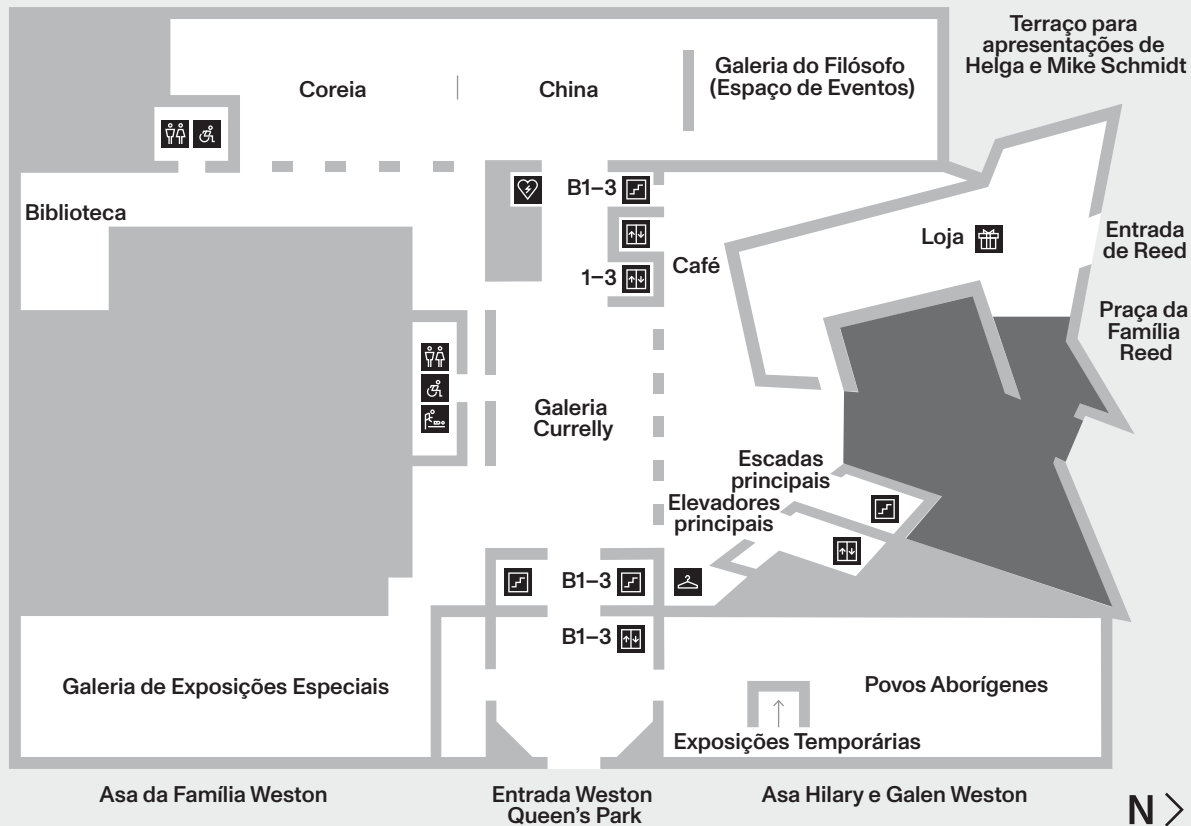 Terraço para
apresentações de
Helga e Mike Schmidt
Coreia
China
Galeria do Filósofo
(Espaço de Eventos)
B1–3
Biblioteca
Loja
Entrada
de Reed
Café
1–3
Praça da
Família
Reed
Galeria
Currelly
Escadas
principais
Elevadores
principais
B1–3
B1–3
Galeria de Exposições Especiais
Povos Aborígenes
Exposições Temporárias
Asa da Família Weston
Entrada Weston
Queen's Park
Asa Hilary e Galen Weston
N